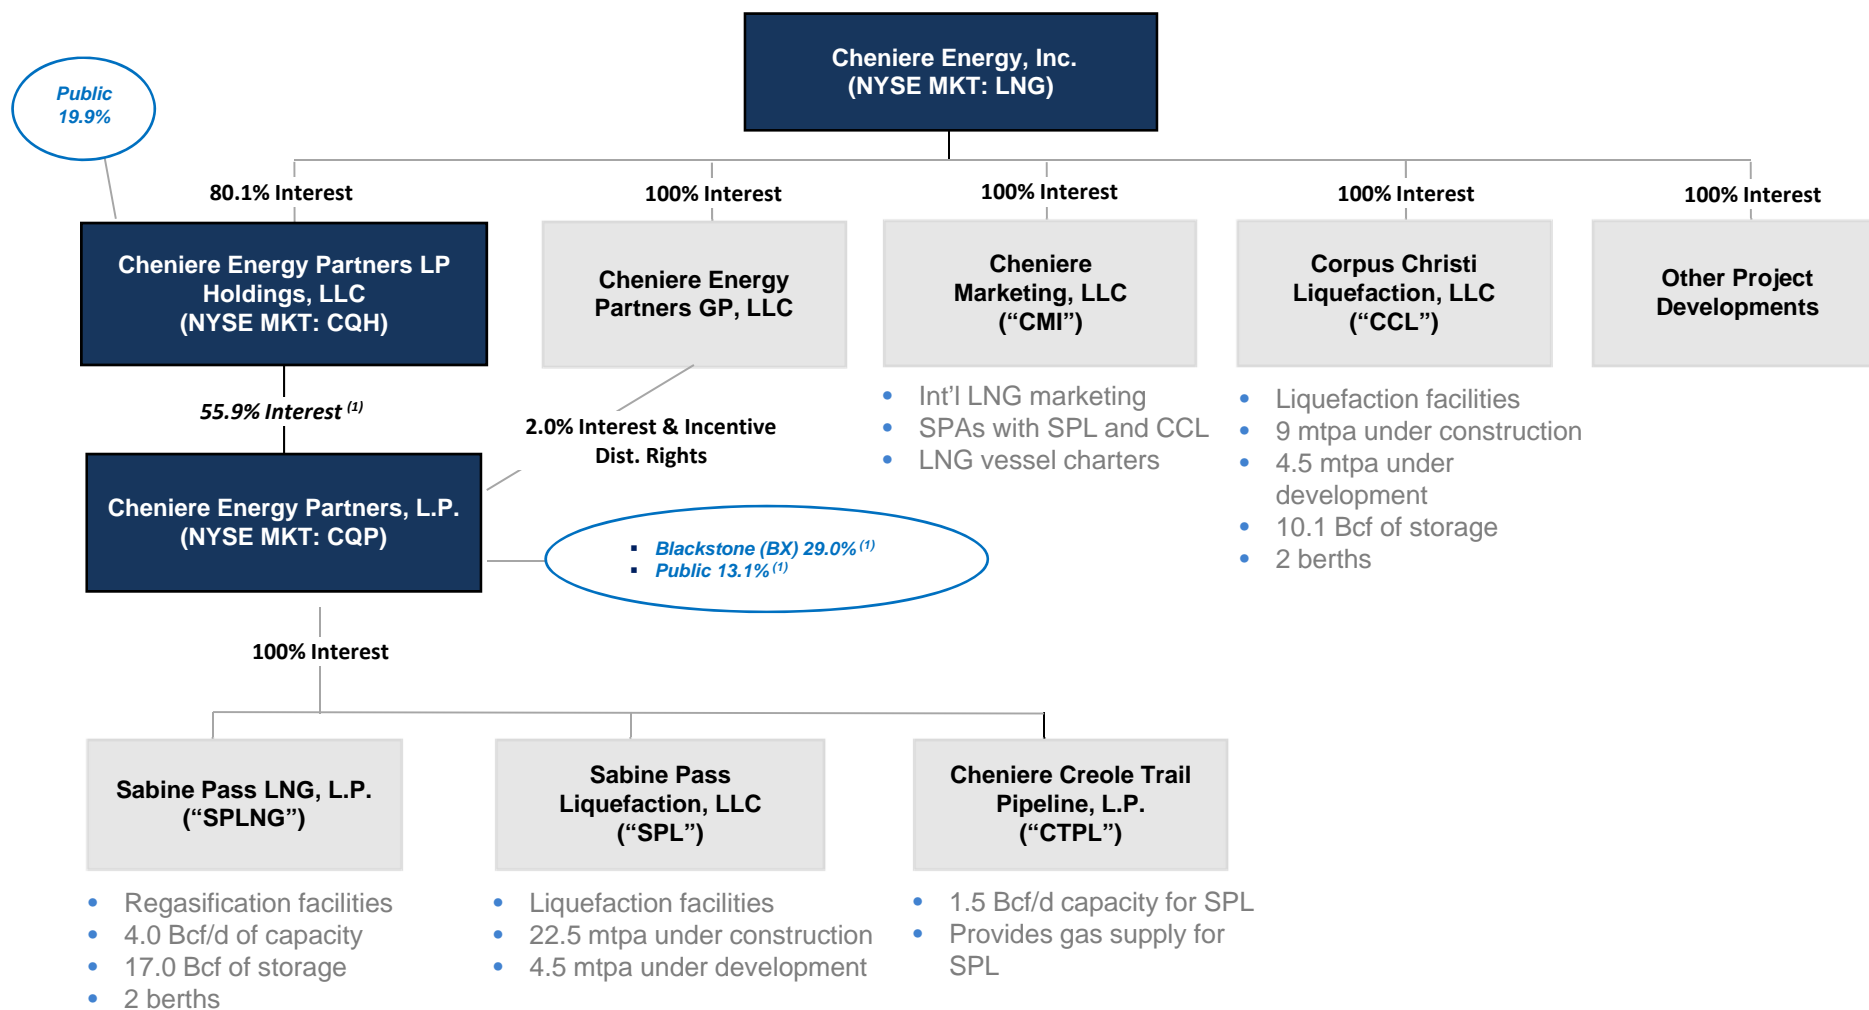 Cheniere Energy, Inc.
(NYSE MKT: LNG)
Public
19.9%
80.1% Interest
100% Interest
100% Interest
100% Interest
100% Interest
Cheniere Energy Partners LP
Holdings, LLC
(NYSE MKT: CQH)
Cheniere Energy
Partners GP, LLC
Cheniere
Marketing, LLC
(“CMI”)
Corpus Christi
Liquefaction, LLC
(“CCL”)
Other Project
Developments
• Int’l LNG marketing
• SPAs with SPL and CCL
• LNG vessel charters
• Liquefaction facilities
• 9 mtpa under construction
• 4.5 mtpa under
development
• 10.1 Bcf of storage
• 2 berths
55.9% Interest (1)
2.0% Interest & Incentive
Dist. Rights
Cheniere Energy Partners, L.P.
(NYSE MKT: CQP)
▪ Blackstone (BX) 29.0% (1)
▪ Public 13.1% (1)
100% Interest
Sabine Pass LNG, L.P.
(“SPLNG”)
Sabine Pass
Liquefaction, LLC
(“SPL”)
Cheniere Creole Trail
Pipeline, L.P.
(“CTPL”)
• Regasification facilities
• 4.0 Bcf/d of capacity
• 17.0 Bcf of storage
• 2 berths
• Liquefaction facilities
• 22.5 mtpa under construction
• 4.5 mtpa under development
• 1.5 Bcf/d capacity for SPL
• Provides gas supply for
SPL